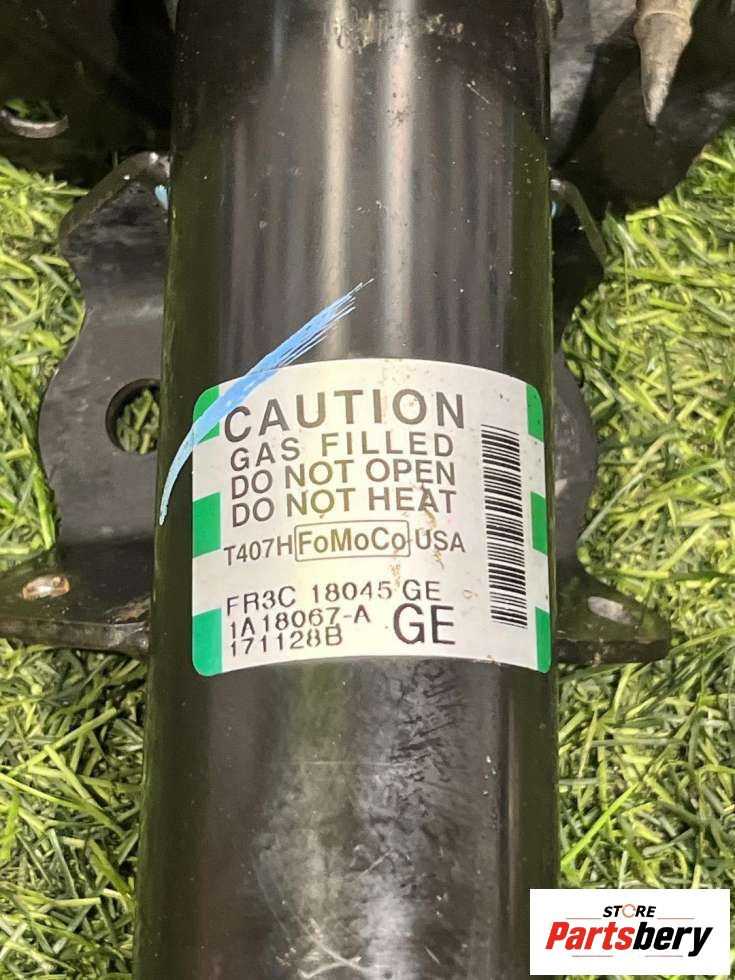 CAUTION
GAS FILLED
DO NOT OPEN
DO NOT HEAT
T407H FoMoCo USA
FR3C 18045 GE
1A18067-A
171128B GE
STORE
Partsbery